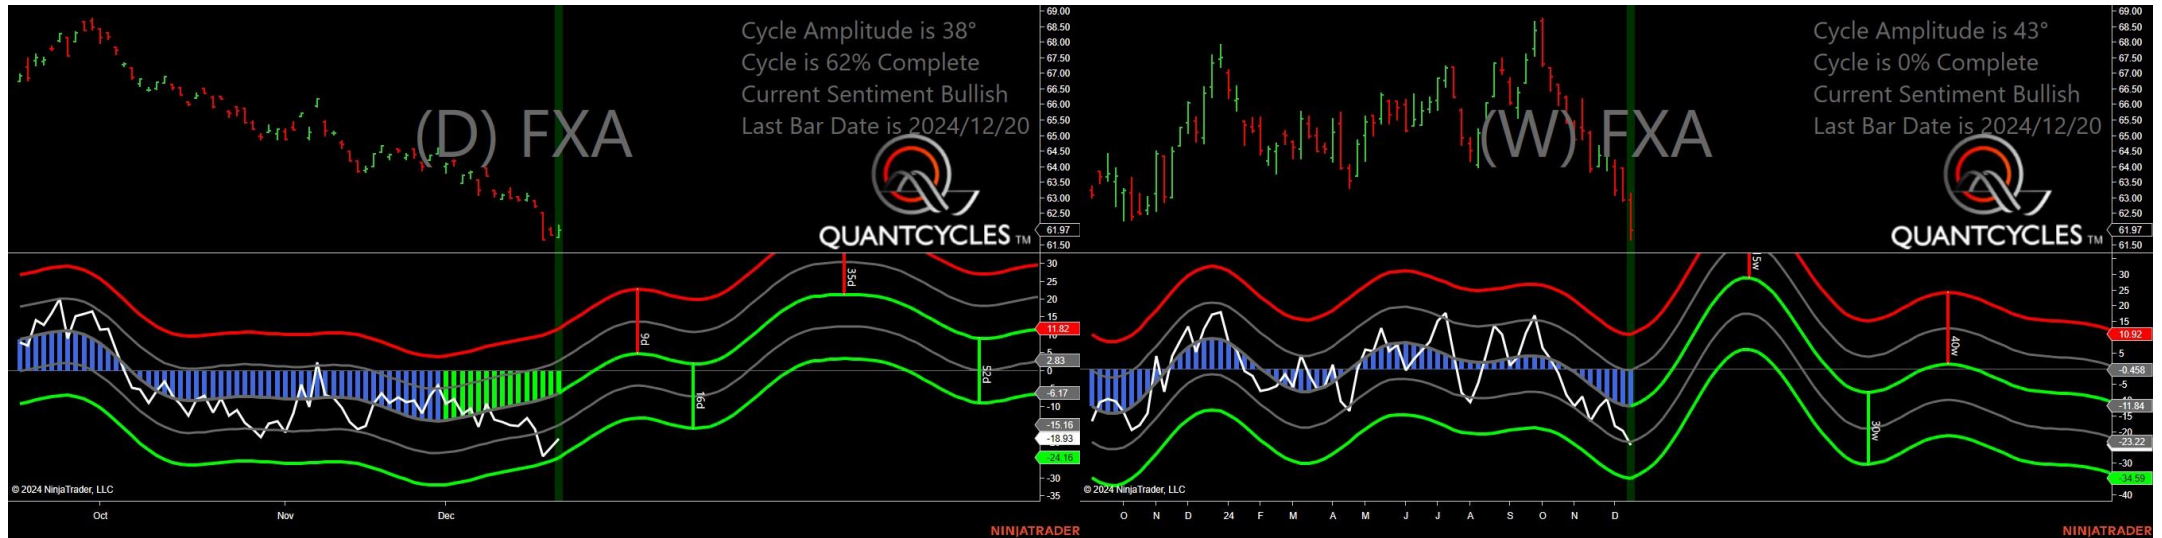 Cycle Amplitude is 38°
Cycle is 62% Complete
Current Sentiment Bullish
Last Bar Date is 2024/12/20
(D) FXA
QUANTCYCLES TM
69.00
68.50
68.00
67.50
67.00
66.50
66.00
65.50
65.00
64.50
64.00
63.50
63.00
62.50
61.97
61.50
9d
16d
35d
52d
30
25
20
15
11.82
10
5
2.83
0
-6.17
-10
-15.16
-18.93
-24.16
-30
-35
© 2024 NinjaTrader, LLC
Oct Nov Dec
NINJATRADER
Cycle Amplitude is 43°
Cycle is 0% Complete
Current Sentiment Bullish
Last Bar Date is 2024/12/20
(W) FXA
QUANTCYCLES TM
69.00
68.50
68.00
67.50
67.00
66.50
66.00
65.50
65.00
64.50
64.00
63.50
63.00
62.50
61.97
61.50
15w
30w
40w
30
25
20
15
10.92
5
-0.458
-5
-11.84
-15
-20
-23.22
-30
-34.59
-40
© 2024 NinjaTrader, LLC
O N D 24 F M A M J J A S O N D
NINJATRADER